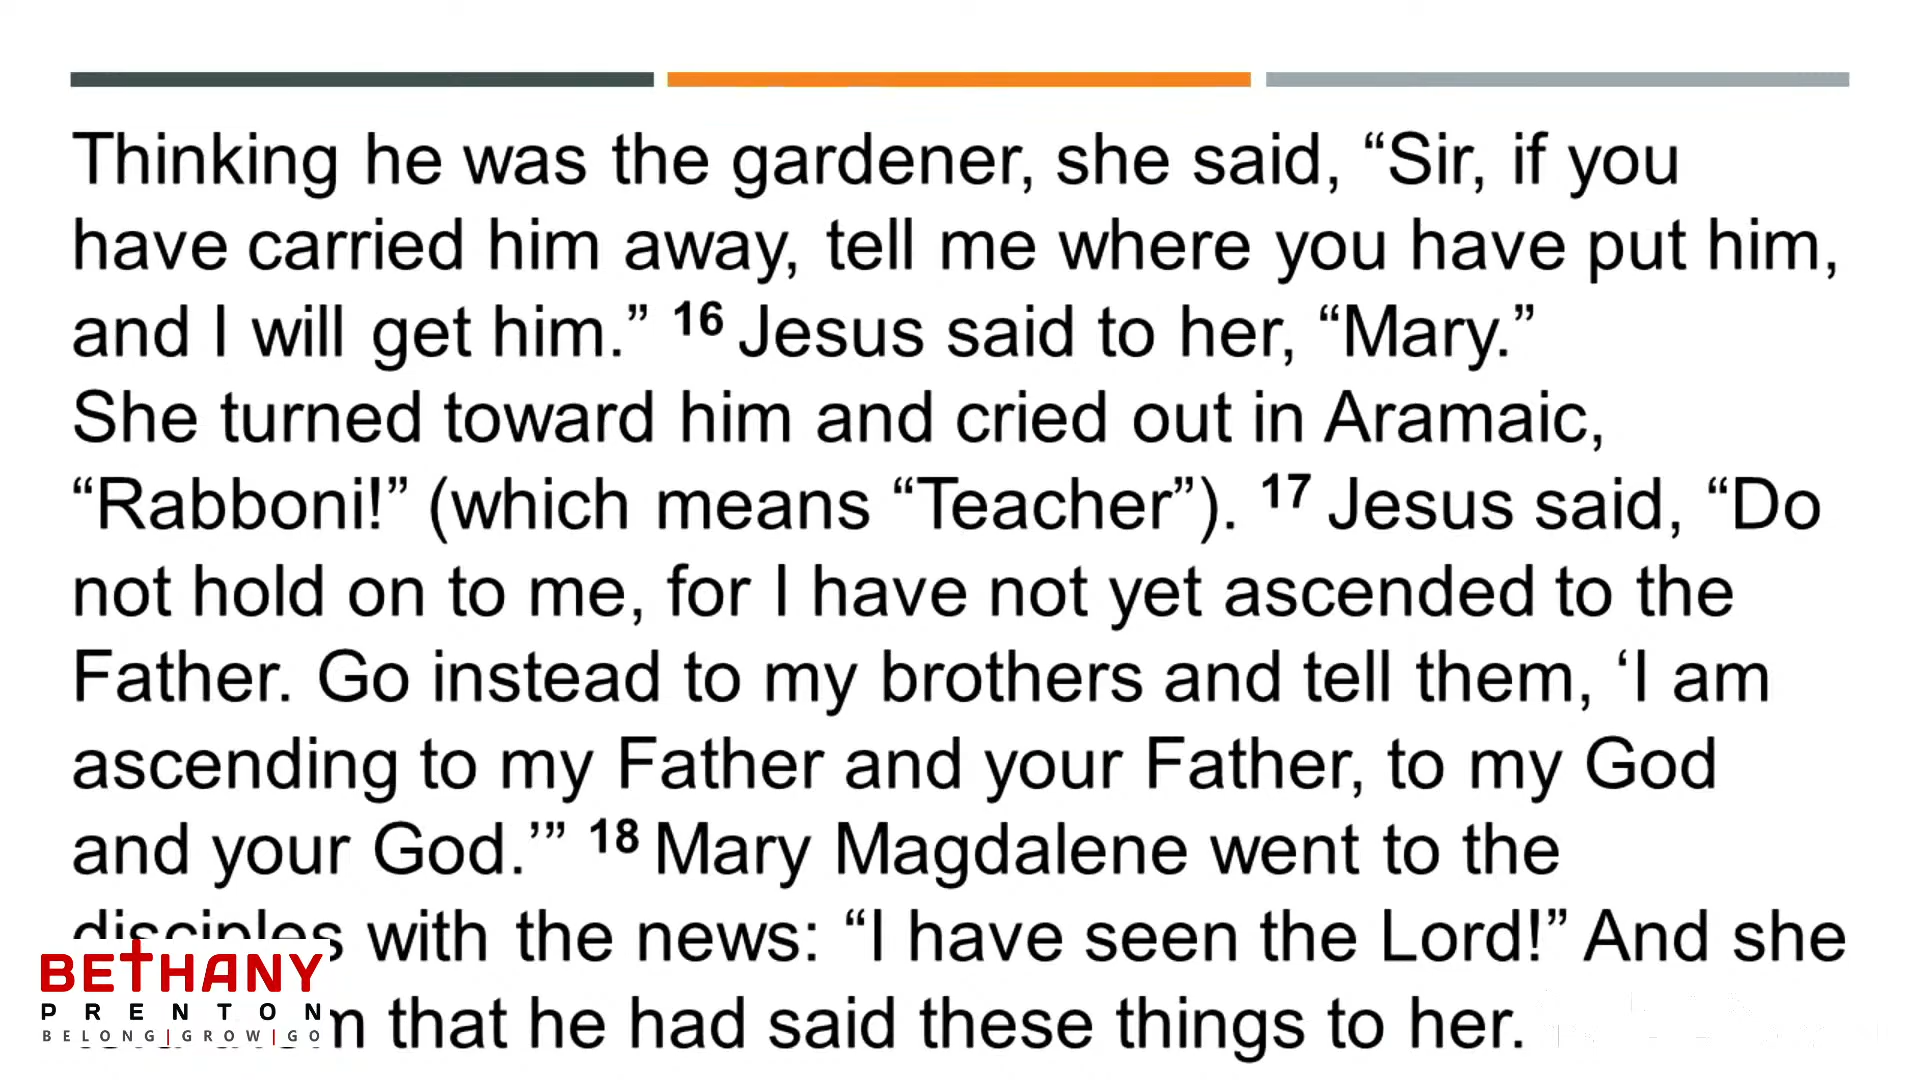 Thinking he was the gardener, she said, “Sir, if you
have carried him away, tell me where you have put him,
and I will get him.” 16 Jesus said to her, “Mary.”
She turned toward him and cried out in Aramaic,
“Rabboni!” (which means “Teacher”). 17 Jesus said, “Do
not hold on to me, for I have not yet ascended to the
Father. Go instead to my brothers and tell them, ‘I am
ascending to my Father and your Father, to my God
and your God.’” 18 Mary Magdalene went to the
disciples with the news: “I have seen the Lord!” And she
that he had said these things to her.
BETHANY
PRENTON
BELONG|GROW|GO